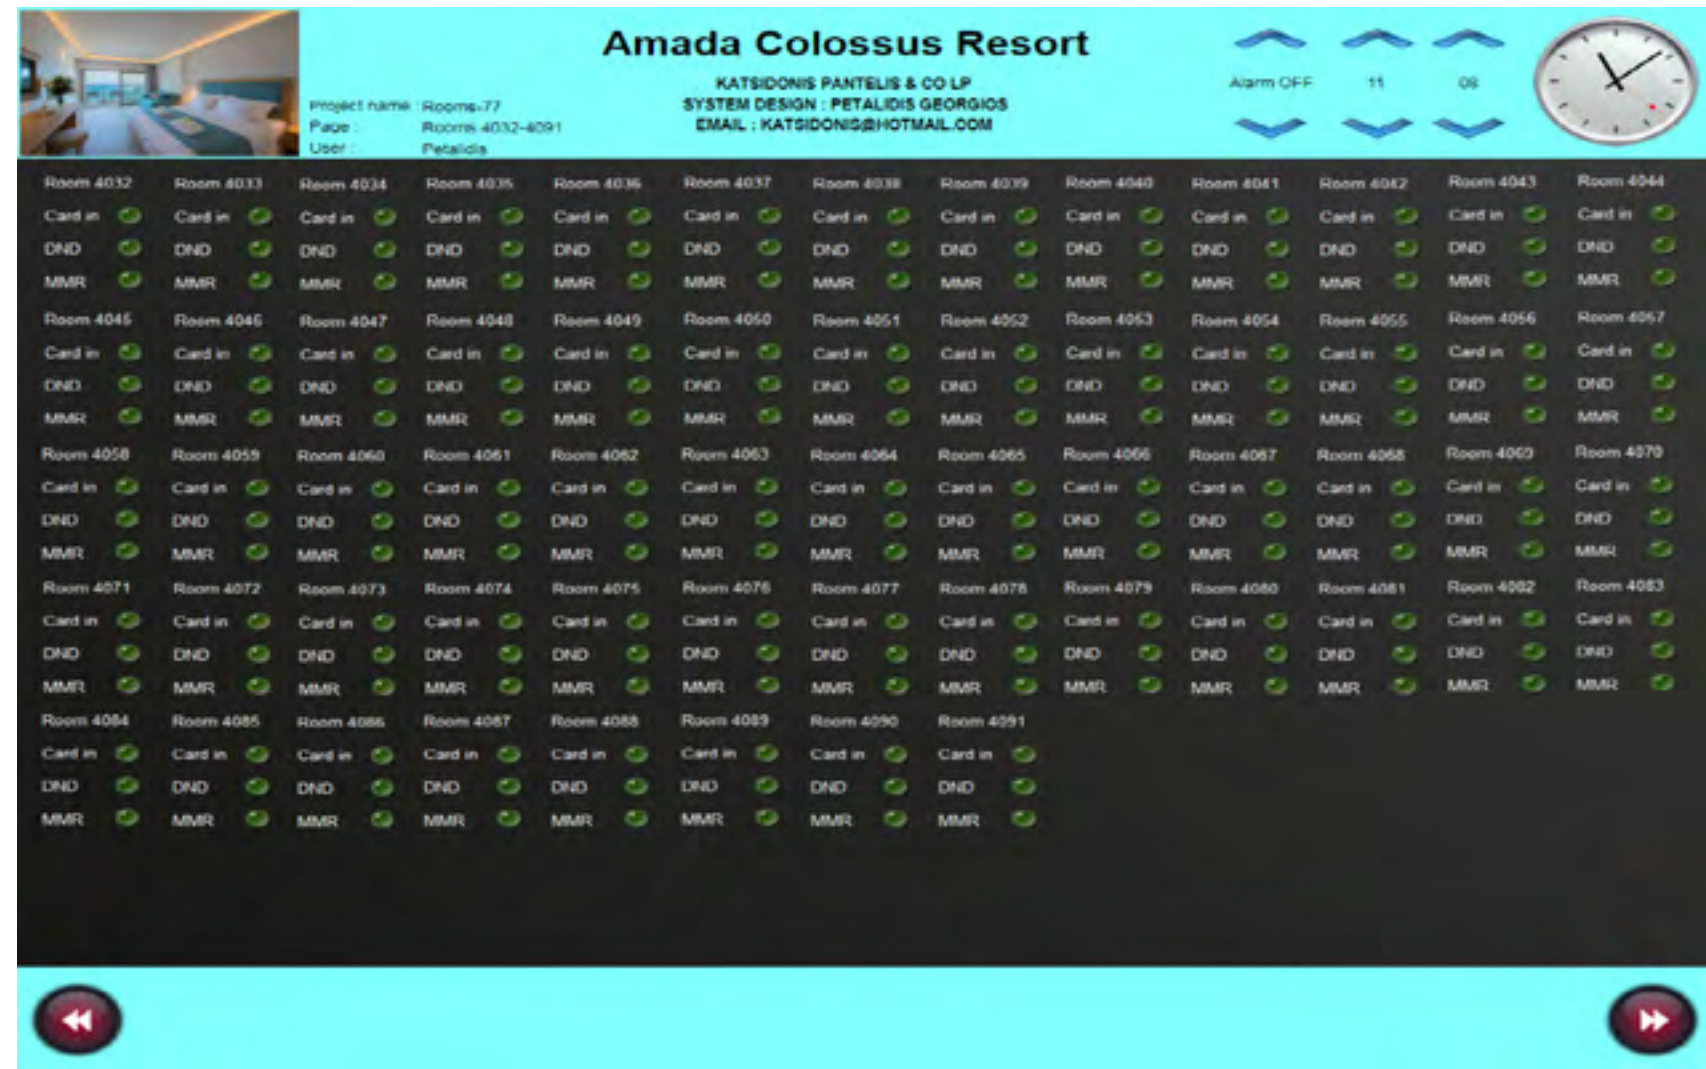 Amada Colossus Resort
KATSIDONIS PANTELIS & CO LP
SYSTEM DESIGN : PETALIDIS GEORGIOS
EMAIL : KATSIDONIS@HOTMAIL.COM
Project name : Rooms-77
Page : Rooms 4032-4091
User : Petalidis
Alarm OFF 11 08
Room 4032 Room 4033 Room 4034 Room 4035 Room 4036 Room 4037 Room 4038 Room 4039 Room 4040 Room 4041 Room 4042 Room 4043 Room 4044
Card in Card in Card in Card in Card in Card in Card in Card in Card in Card in Card in Card in Card in
DND DND DND DND DND DND DND DND DND DND DND DND DND
MMR MMR MMR MMR MMR MMR MMR MMR MMR MMR MMR MMR MMR
Room 4045 Room 4046 Room 4047 Room 4048 Room 4049 Room 4050 Room 4051 Room 4052 Room 4053 Room 4054 Room 4055 Room 4056 Room 4057
Card in Card in Card in Card in Card in Card in Card in Card in Card in Card in Card in Card in Card in
DND DND DND DND DND DND DND DND DND DND DND DND DND
MMR MMR MMR MMR MMR MMR MMR MMR MMR MMR MMR MMR MMR
Room 4058 Room 4059 Room 4060 Room 4061 Room 4062 Room 4063 Room 4064 Room 4065 Room 4066 Room 4067 Room 4068 Room 4069 Room 4070
Card in Card in Card in Card in Card in Card in Card in Card in Card in Card in Card in Card in Card in
DND DND DND DND DND DND DND DND DND DND DND DND DND
MMR MMR MMR MMR MMR MMR MMR MMR MMR MMR MMR MMR MMR
Room 4071 Room 4072 Room 4073 Room 4074 Room 4075 Room 4076 Room 4077 Room 4078 Room 4079 Room 4080 Room 4081 Room 4082 Room 4083
Card in Card in Card in Card in Card in Card in Card in Card in Card in Card in Card in Card in Card in
DND DND DND DND DND DND DND DND DND DND DND DND DND
MMR MMR MMR MMR MMR MMR MMR MMR MMR MMR MMR MMR MMR
Room 4084 Room 4085 Room 4086 Room 4087 Room 4088 Room 4089 Room 4090 Room 4091
Card in Card in Card in Card in Card in Card in Card in Card in
DND DND DND DND DND DND DND DND
MMR MMR MMR MMR MMR MMR MMR MMR